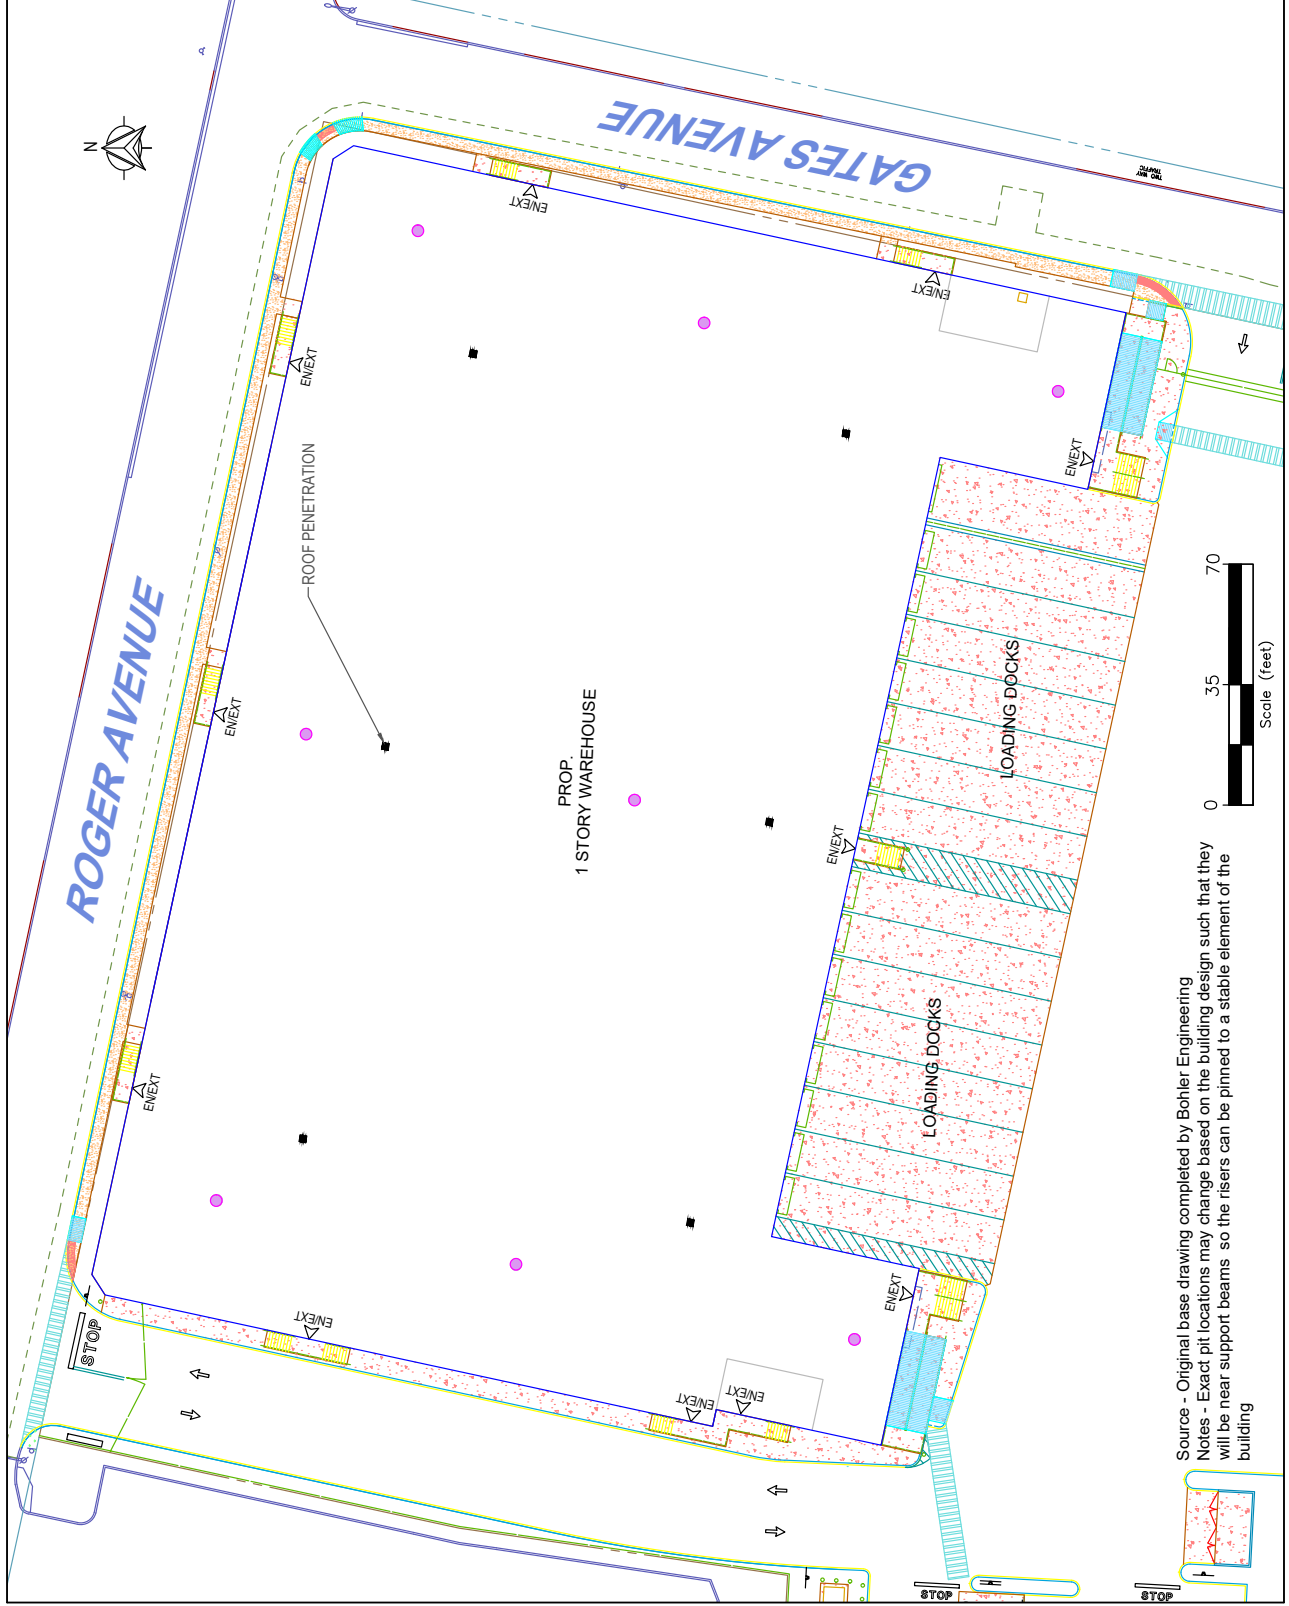 N
ROGER AVENUE
GATES AVENUE
TWO WAY
TRAFFIC
EN/EXT
EN/EXT
EN/EXT
EN/EXT
EN/EXT
EN/EXT
EN/EXT
EN/EXT
EN/EXT
EN/EXT
EN/EXT
ROOF PENETRATION
PROP.
1 STORY WAREHOUSE
LOADING DOCKS
LOADING DOCKS
STOP
STOP
STOP
0 35 70
Scale (feet)
Source - Original base drawing completed by Bohler Engineering
Notes - Exact pit locations may change based on the building design such that they
will be near support beams so the risers can be pinned to a stable element of the
building